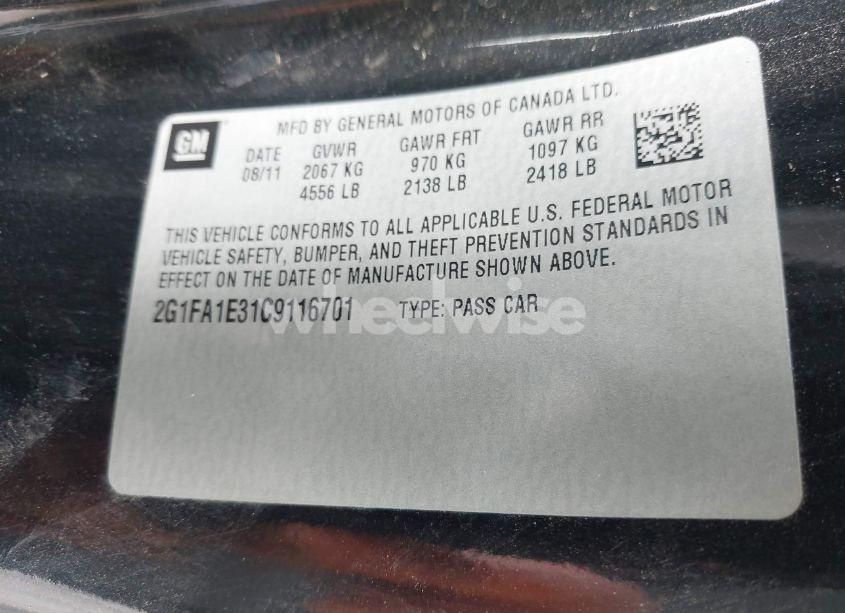 GM
MFD BY GENERAL MOTORS OF CANADA LTD.
DATE GVWR GAWR FRT GAWR RR
08/11 2067 KG 970 KG 1097 KG
4556 LB 2138 LB 2418 LB
THIS VEHICLE CONFORMS TO ALL APPLICABLE U.S. FEDERAL MOTOR
VEHICLE SAFETY, BUMPER, AND THEFT PREVENTION STANDARDS IN
EFFECT ON THE DATE OF MANUFACTURE SHOWN ABOVE.
2G1FA1E31C9116701 TYPE: PASS CAR
wheelwise